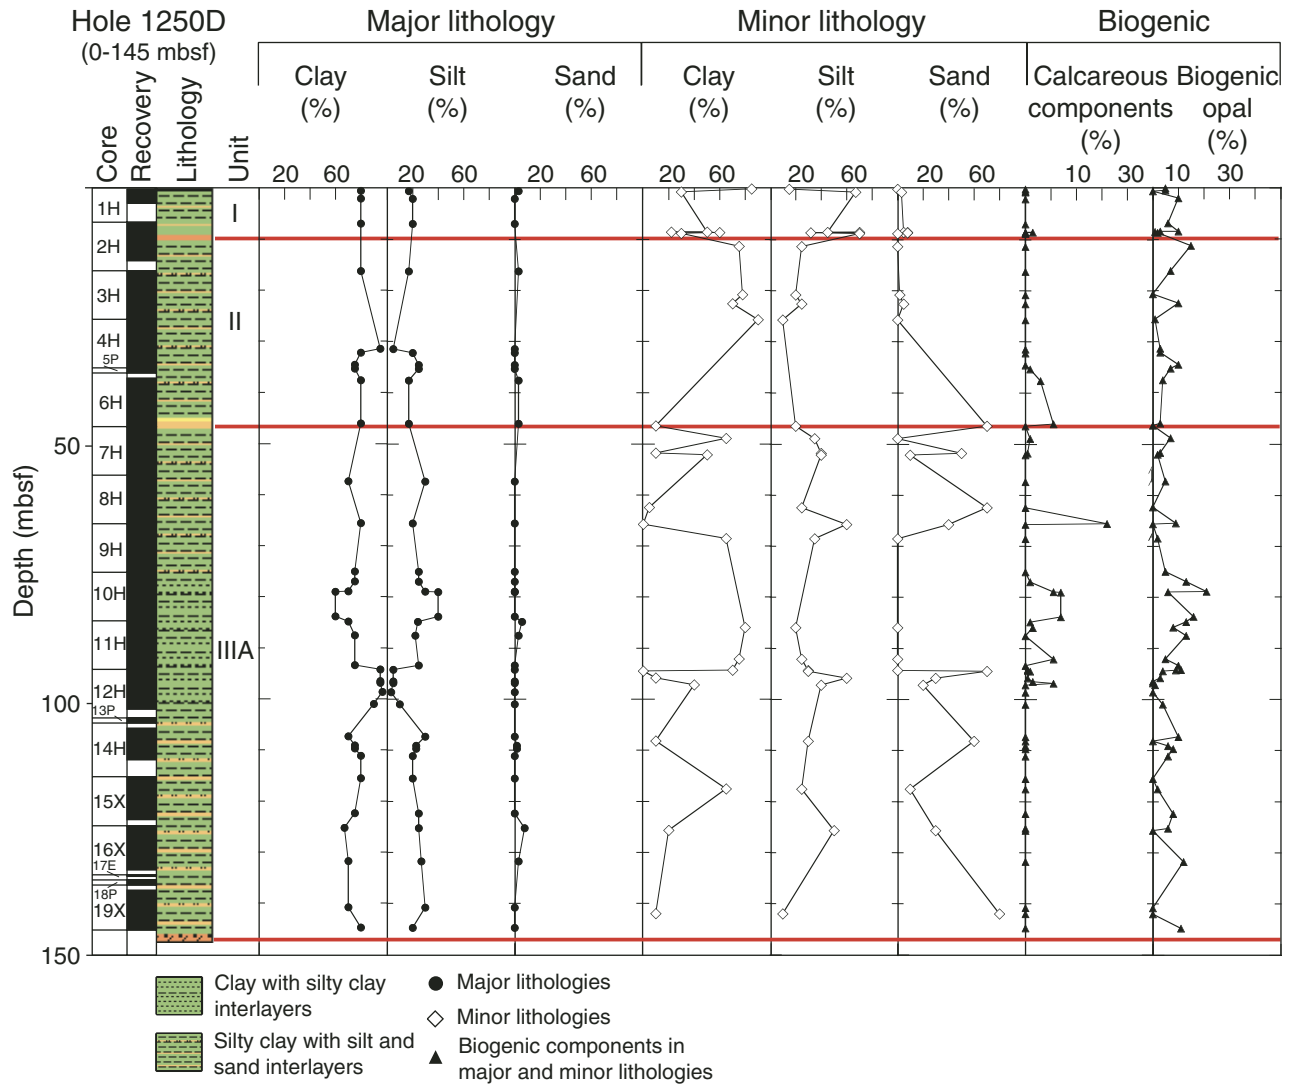 Hole 1250D
(0-145 mbsf)
Major lithology
Minor lithology
Biogenic
Core
Recovery
Lithology
Unit
Clay
(%)
Silt
(%)
Sand
(%)
Clay
(%)
Silt
(%)
Sand
(%)
Calcareous
components
(%)
Biogenic
opal
(%)
20 60 20 60 20 60 20 60 20 60 20 60 10 30 10 30
1H
2H
3H
4H
5P
6H
7H
8H
9H
10H
11H
12H
13P
14H
15X
16X
17E
18P
19X
I
II
IIIA
Depth (mbsf)
50
100
150
Clay with silty clay
interlayers
Silty clay with silt and
sand interlayers
Major lithologies
Minor lithologies
Biogenic components in
major and minor lithologies